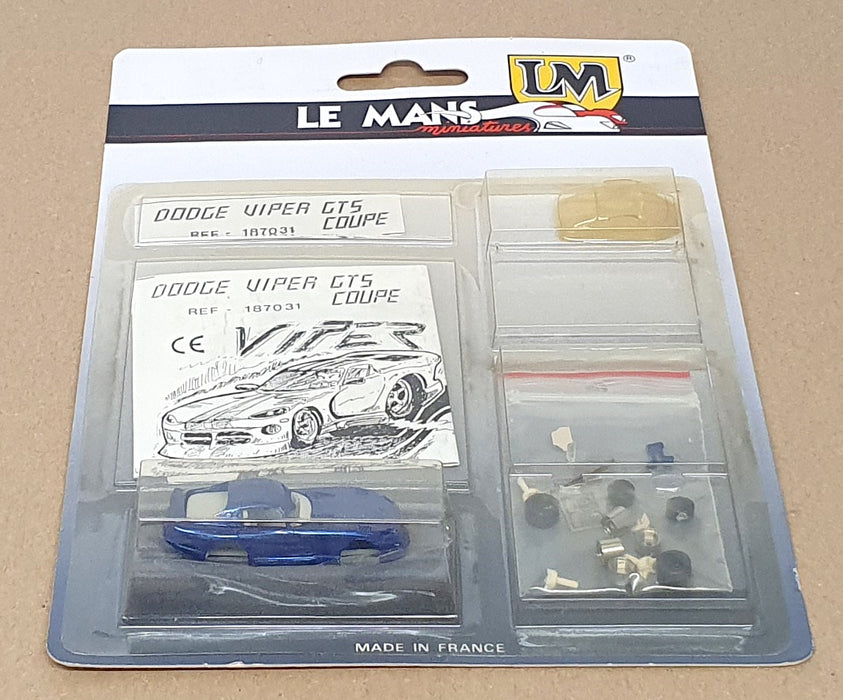 LM®
LE MANS
miniatures
DODGE VIPER GTS
COUPE
REF - 187031
DODGE VIPER GTS
COUPE
REF - 187031
CE
VIPER
MADE IN FRANCE